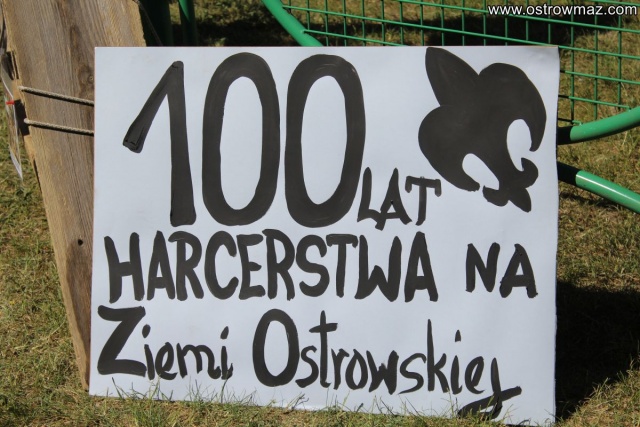 www.ostrowmaz.com
100 LAT
HARCERSTWA NA
Ziemi Ostrowskiej